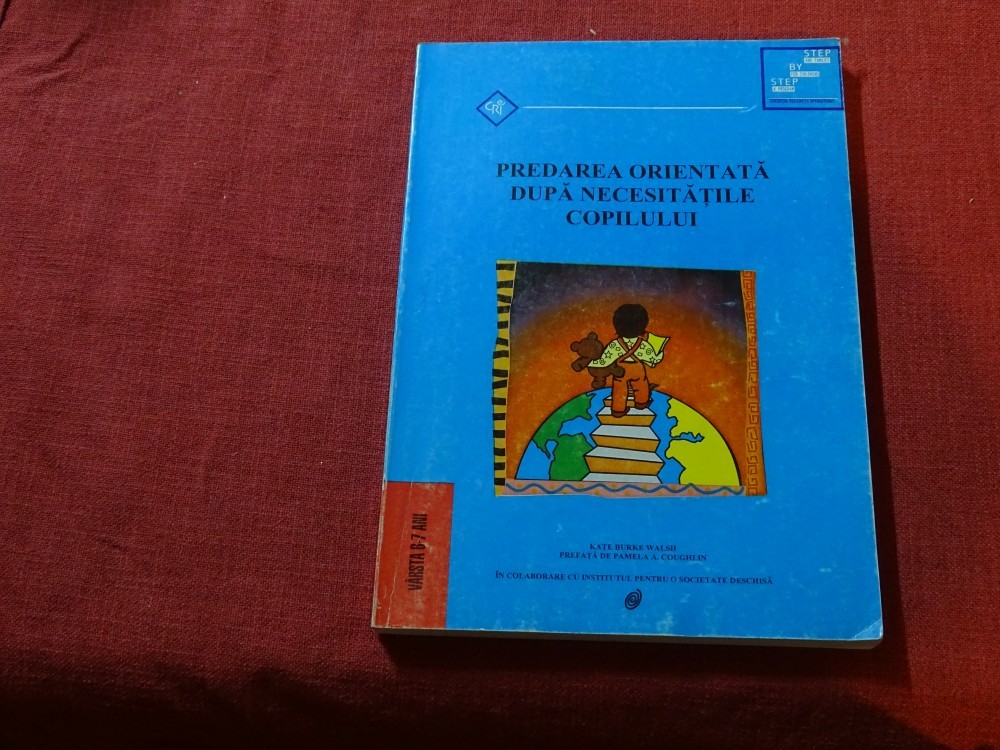 STEP
BY
STEP
CRI
PREDAREA ORIENTATĂ
DUPĂ NECESITĂȚILE
COPILULUI
KATE BURKE WALSH
PREFAȚĂ DE PAMELA A. COUGHLIN
ÎN COLABORARE CU INSTITUTUL PENTRU O SOCIETATE DESCHISĂ
VÂRSTA 6-7 ANI